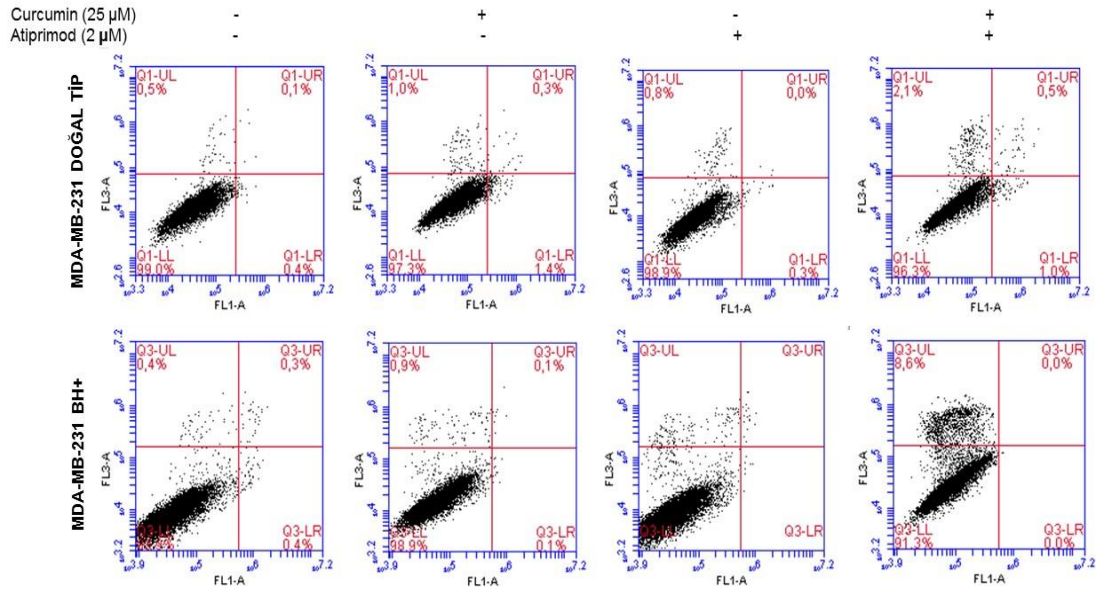 Curcumin (25 µM) - + - +
Atiprimod (2 µM) - - + +
MDA-MB-231 DOĞAL TİP
Q1-UL Q1-UR
0,5% 0,1%
Q1-LL Q1-LR
99,0% 0,4%
FL3-A
FL1-A
Q1-UL Q1-UR
1,0% 0,3%
Q1-LL Q1-LR
97,3% 1,4%
FL3-A
FL1-A
Q1-UL Q1-UR
0,8% 0,0%
Q1-LL Q1-LR
98,9% 0,3%
FL3-A
FL1-A
Q1-UL Q1-UR
2,1% 0,5%
Q1-LL Q1-LR
96,3% 1,0%
FL3-A
FL1-A
MDA-MB-231 BH+
Q3-UL Q3-UR
0,4% 0,3%
Q3-LL Q3-LR
0,4%
FL3-A
FL1-A
Q3-UL Q3-UR
0,9% 0,1%
Q3-LL Q3-LR
98,9% 0,1%
FL3-A
FL1-A
Q3-UL Q3-UR
Q3-LL Q3-LR
FL3-A
FL1-A
Q3-UL Q3-UR
8,6% 0,0%
Q3-LL Q3-LR
91,3% 0,0%
FL3-A
FL1-A